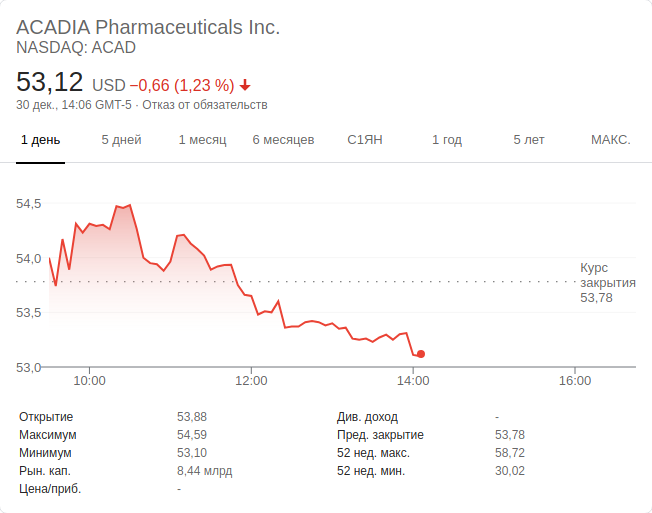 ACADIA Pharmaceuticals Inc.
NASDAQ: ACAD
53,12 USD −0,66 (1,23 %)
30 дек., 14:06 GMT-5 · Отказ от обязательств
1 день 5 дней 1 месяц 6 месяцев С1ЯН 1 год 5 лет МАКС.
54,5
54,0
53,5
53,0
Курс
закрытия
53,78
10:00 12:00 14:00 16:00
Открытие 53,88 Див. доход -
Максимум 54,59 Пред. закрытие 53,78
Минимум 53,10 52 нед. макс. 58,72
Рын. кап. 8,44 млрд 52 нед. мин. 30,02
Цена/приб. -